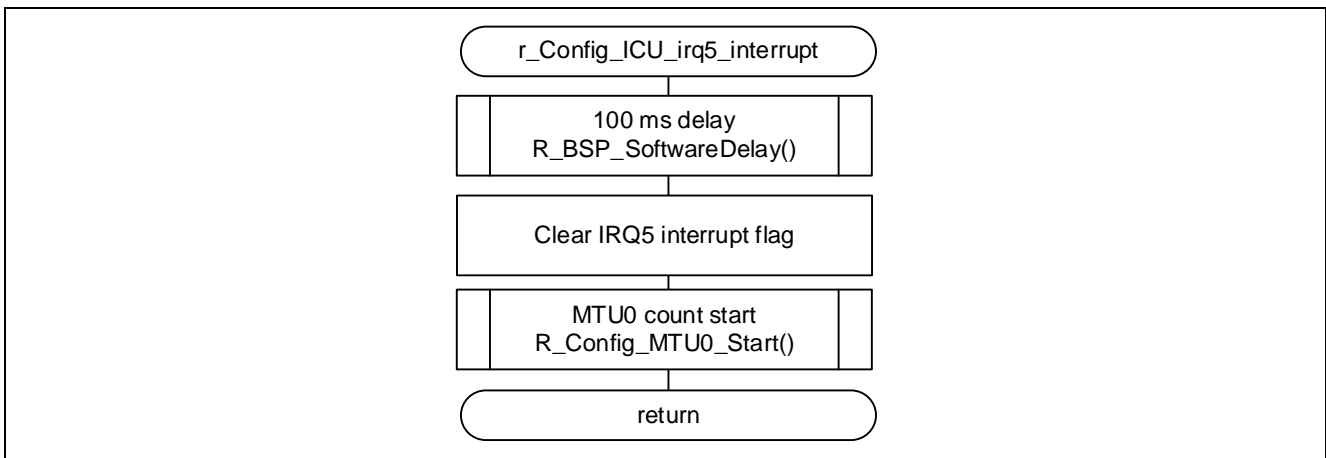 r_Config_ICU_irq5_interrupt
100 ms delay
R_BSP_SoftwareDelay()
Clear IRQ5 interrupt flag
MTU0 count start
R_Config_MTU0_Start()
return